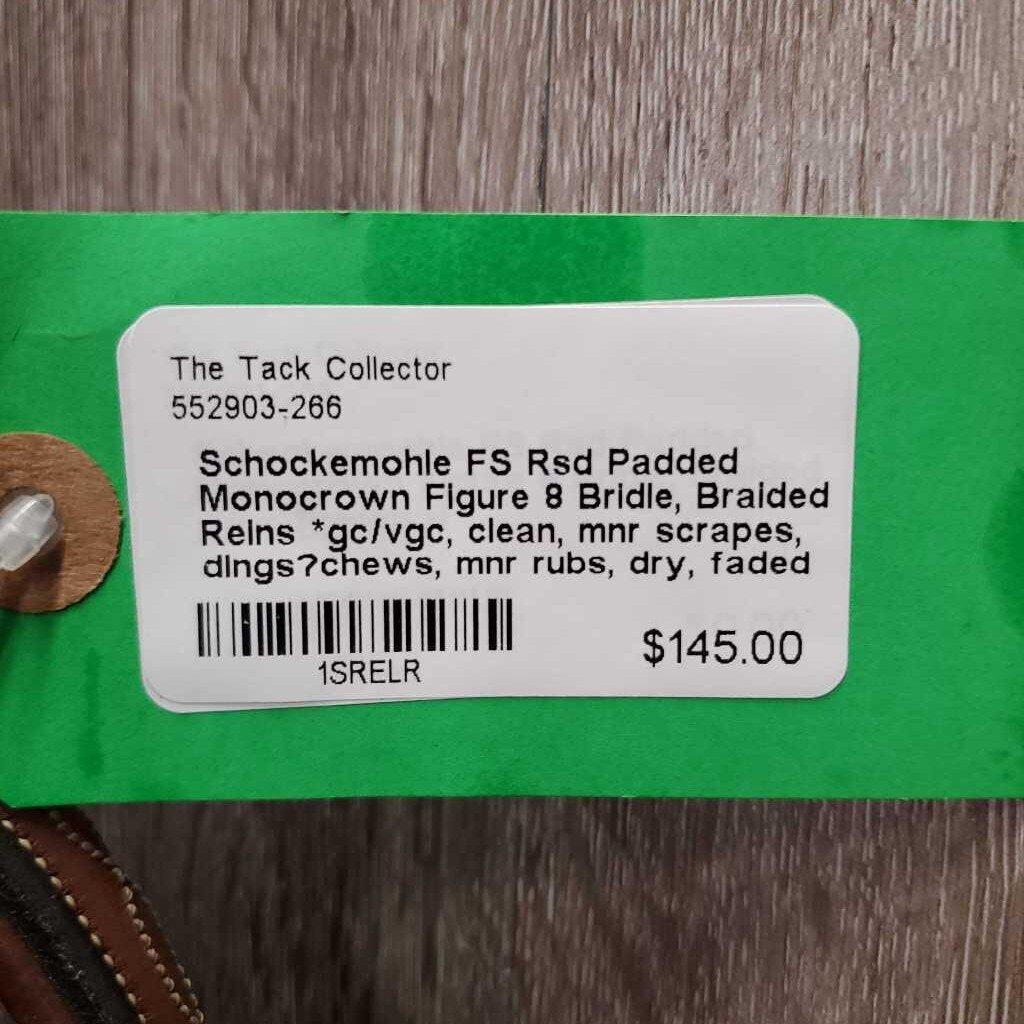 The Tack Collector
552903-266
Schockemohle FS Rsd Padded
Monocrown Figure 8 Bridle, Braided
Reins *gc/vgc, clean, mnr scrapes,
dings?chews, mnr rubs, dry, faded
1SRELR
$145.00